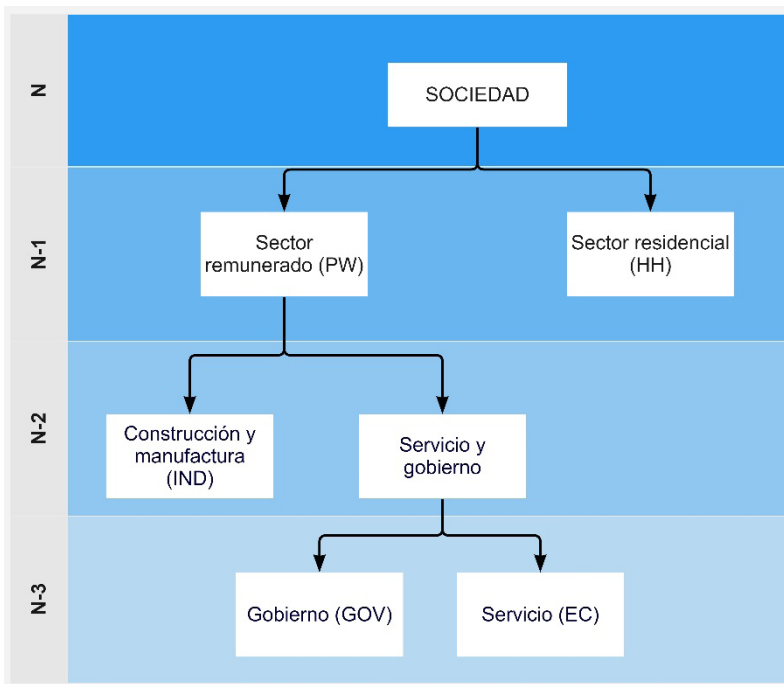 N
SOCIEDAD
N-1
Sector
remunerado (PW)
Sector residencial
(HH)
N-2
Construcción y
manufactura
(IND)
Servicio y
gobierno
N-3
Gobierno (GOV)
Servicio (EC)